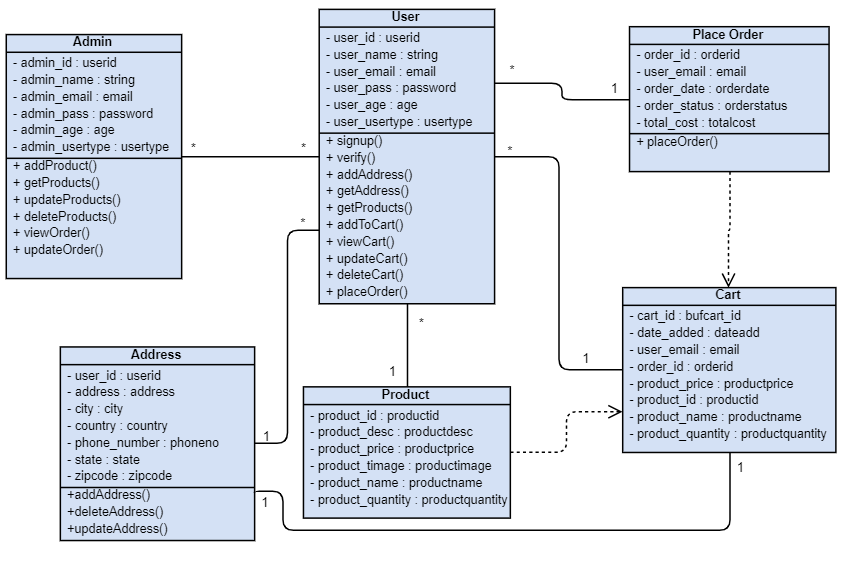 Admin
- admin_id : userid
- admin_name : string
- admin_email : email
- admin_pass : password
- admin_age : age
- admin_usertype : usertype
+ addProduct()
+ getProducts()
+ updateProducts()
+ deleteProducts()
+ viewOrder()
+ updateOrder()
*
*
User
- user_id : userid
- user_name : string
- user_email : email
- user_pass : password
- user_age : age
- user_usertype : usertype
+ signup()
+ verify()
+ addAddress()
+ getAddress()
+ getProducts()
+ addToCart()
+ viewCart()
+ updateCart()
+ deleteCart()
+ placeOrder()
*
1
*
1
*
1
*
1
Place Order
- order_id : orderid
- user_email : email
- order_date : orderdate
- order_status : orderstatus
- total_cost : totalcost
+ placeOrder()
Cart
- cart_id : bufcart_id
- date_added : dateadd
- user_email : email
- order_id : orderid
- product_price : productprice
- product_id : productid
- product_name : productname
- product_quantity : productquantity
1
Address
- user_id : userid
- address : address
- city : city
- country : country
- phone_number : phoneno
- state : state
- zipcode : zipcode
+addAddress()
+deleteAddress()
+updateAddress()
1
Product
- product_id : productid
- product_desc : productdesc
- product_price : productprice
- product_timage : productimage
- product_name : productname
- product_quantity : productquantity